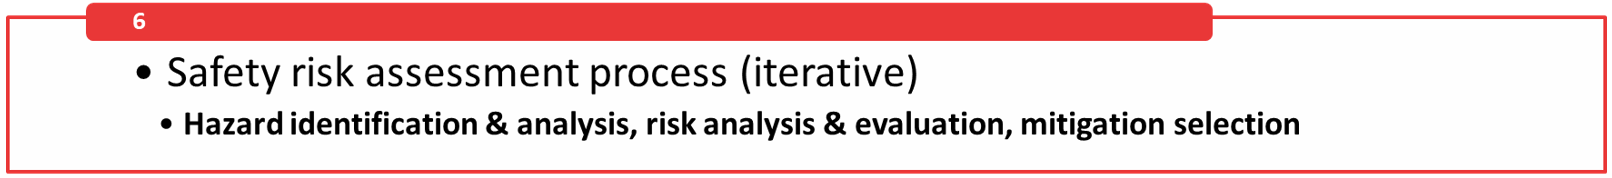 6
• Safety risk assessment process (iterative)
• Hazard identification & analysis, risk analysis & evaluation, mitigation selection